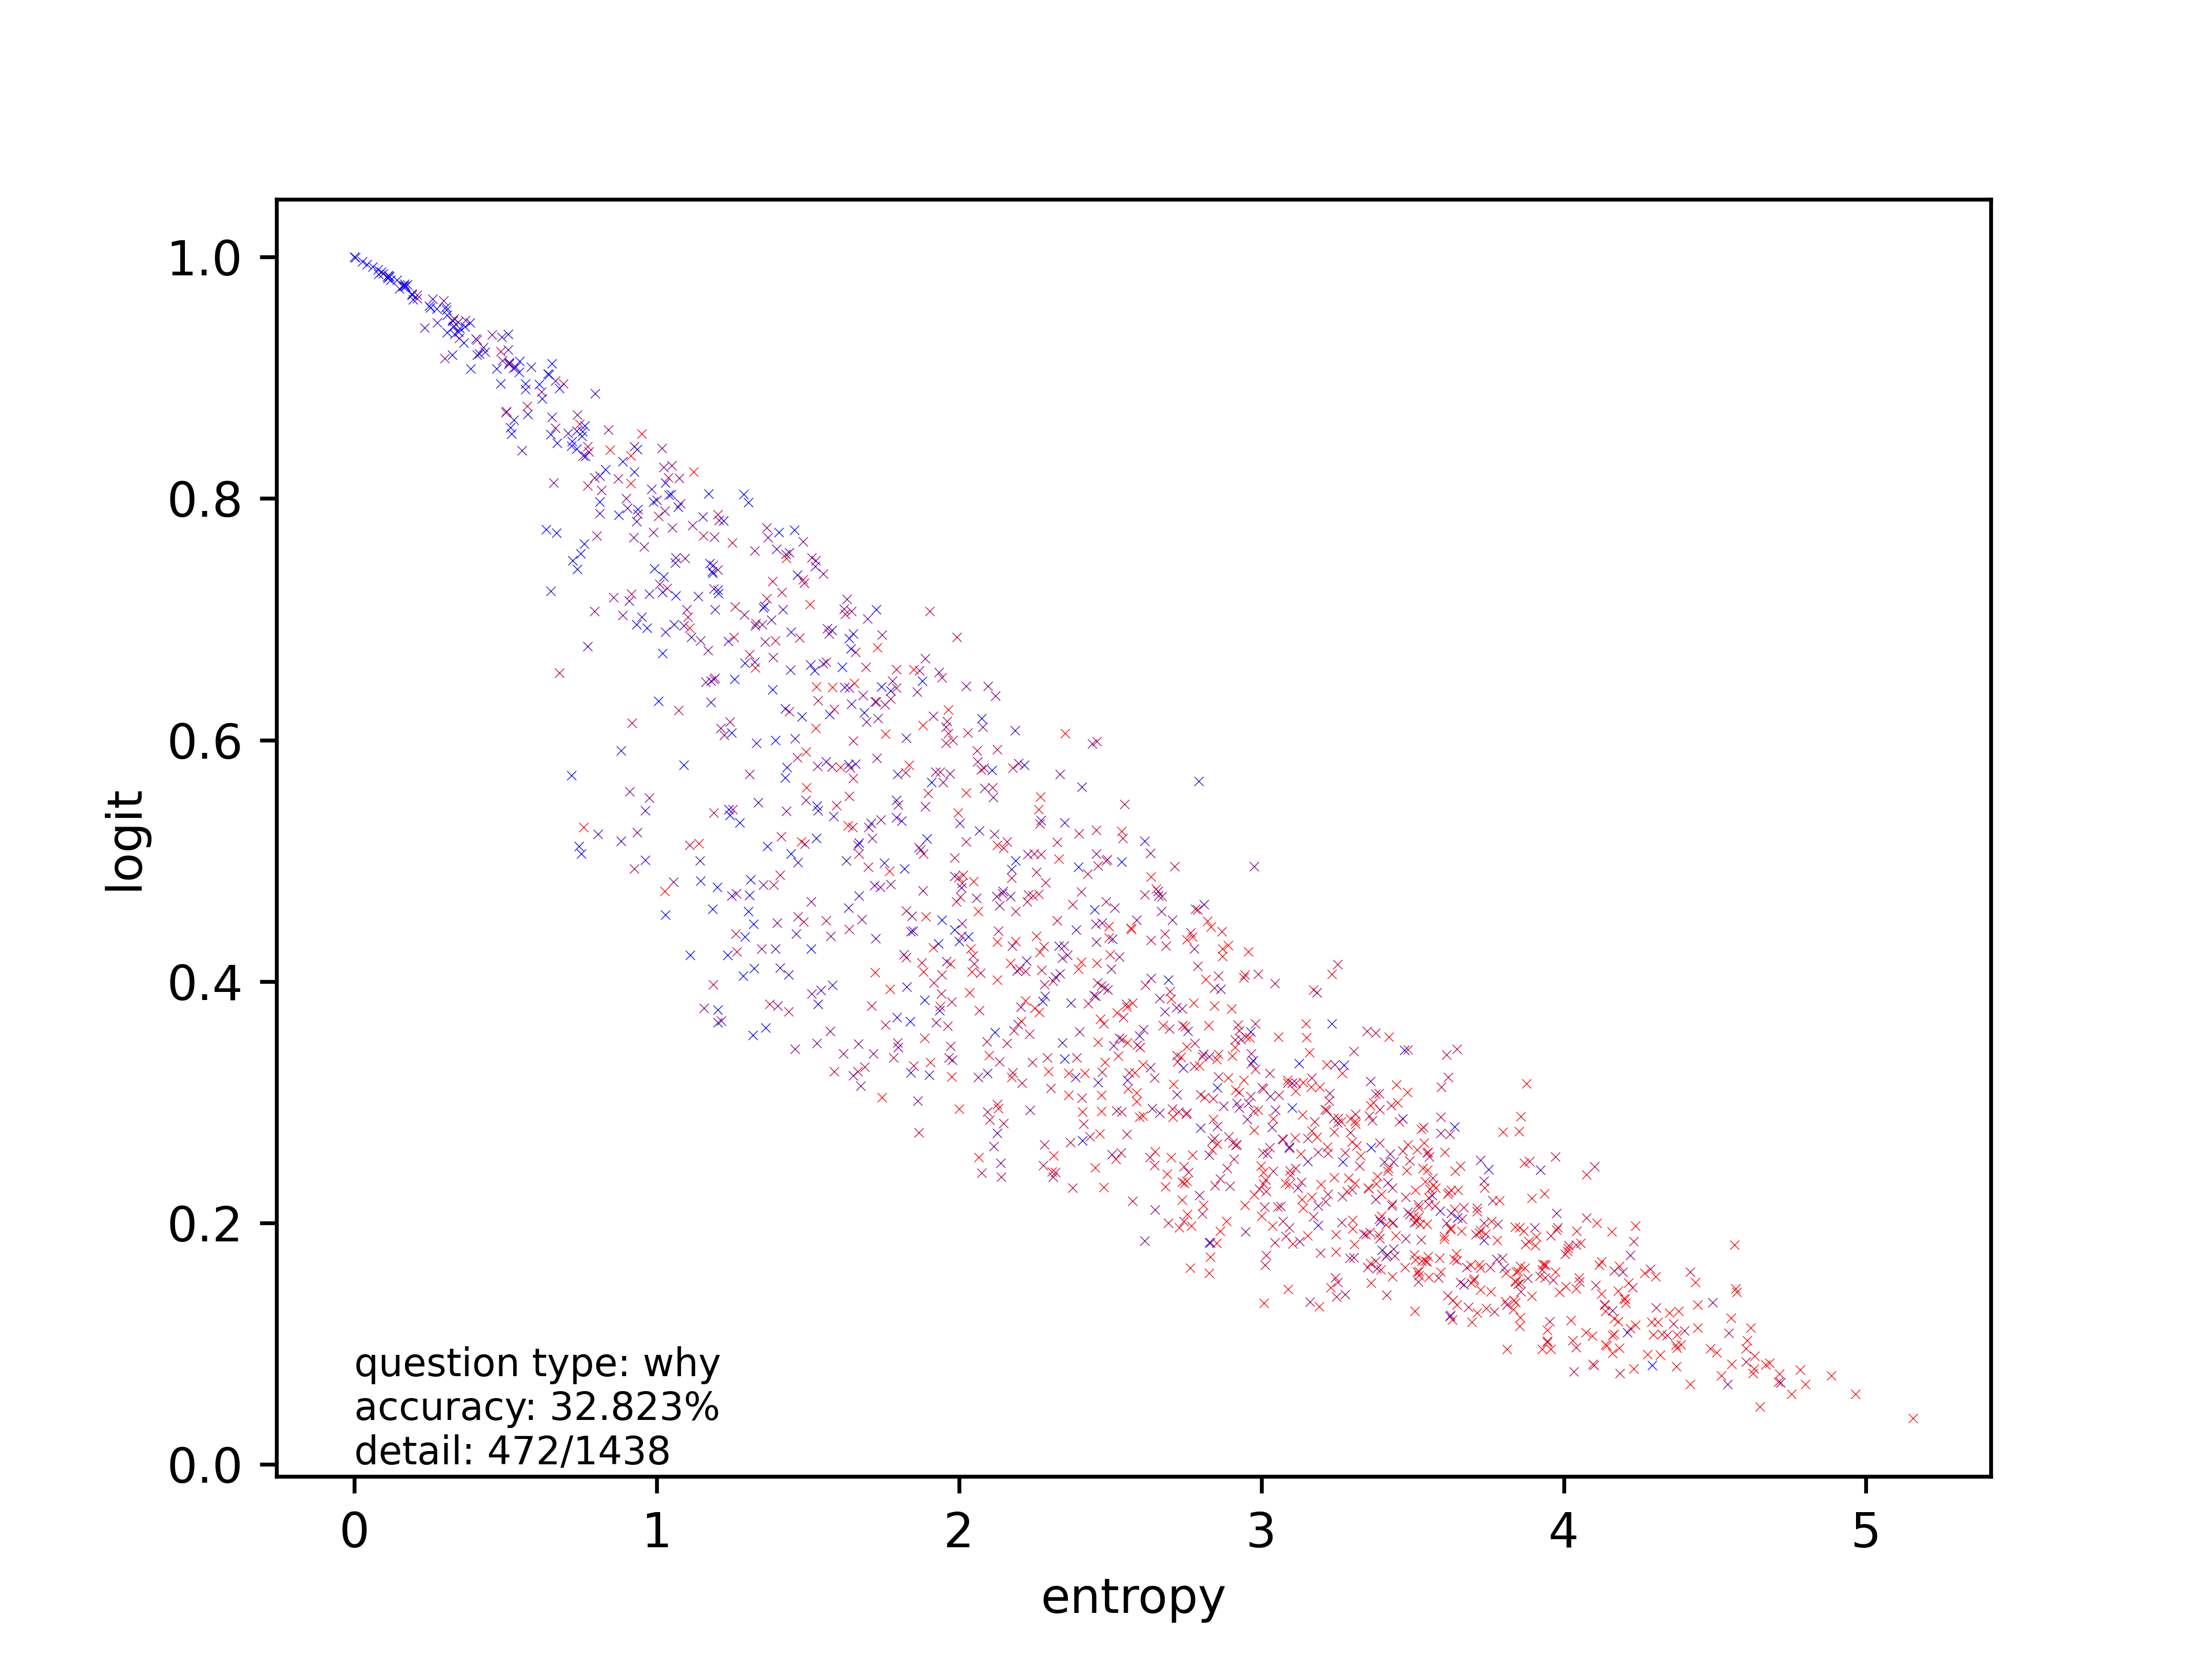 1.0
0.8
0.6
0.4
0.2
0.0
logit
question type: why
accuracy: 32.823%
detail: 472/1438
0 1 2 3 4 5
entropy